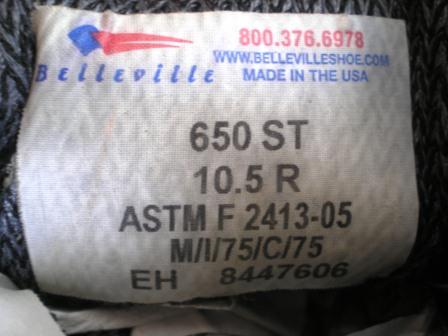 800.376.6978
Belleville
WWW.BELLEVILLESHOE.COM
MADE IN THE USA
650 ST
10.5 R
ASTM F 2413-05
M/I/75/C/75
EH 8447606